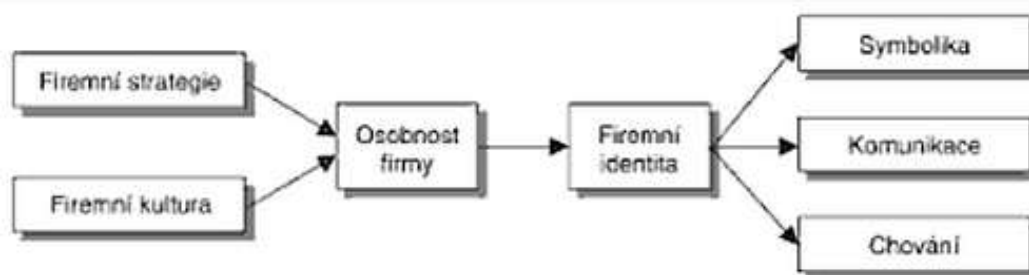 Firemní strategie
Firemní kultura
Osobnost
firmy
Firemní
identita
Symbolika
Komunikace
Chování